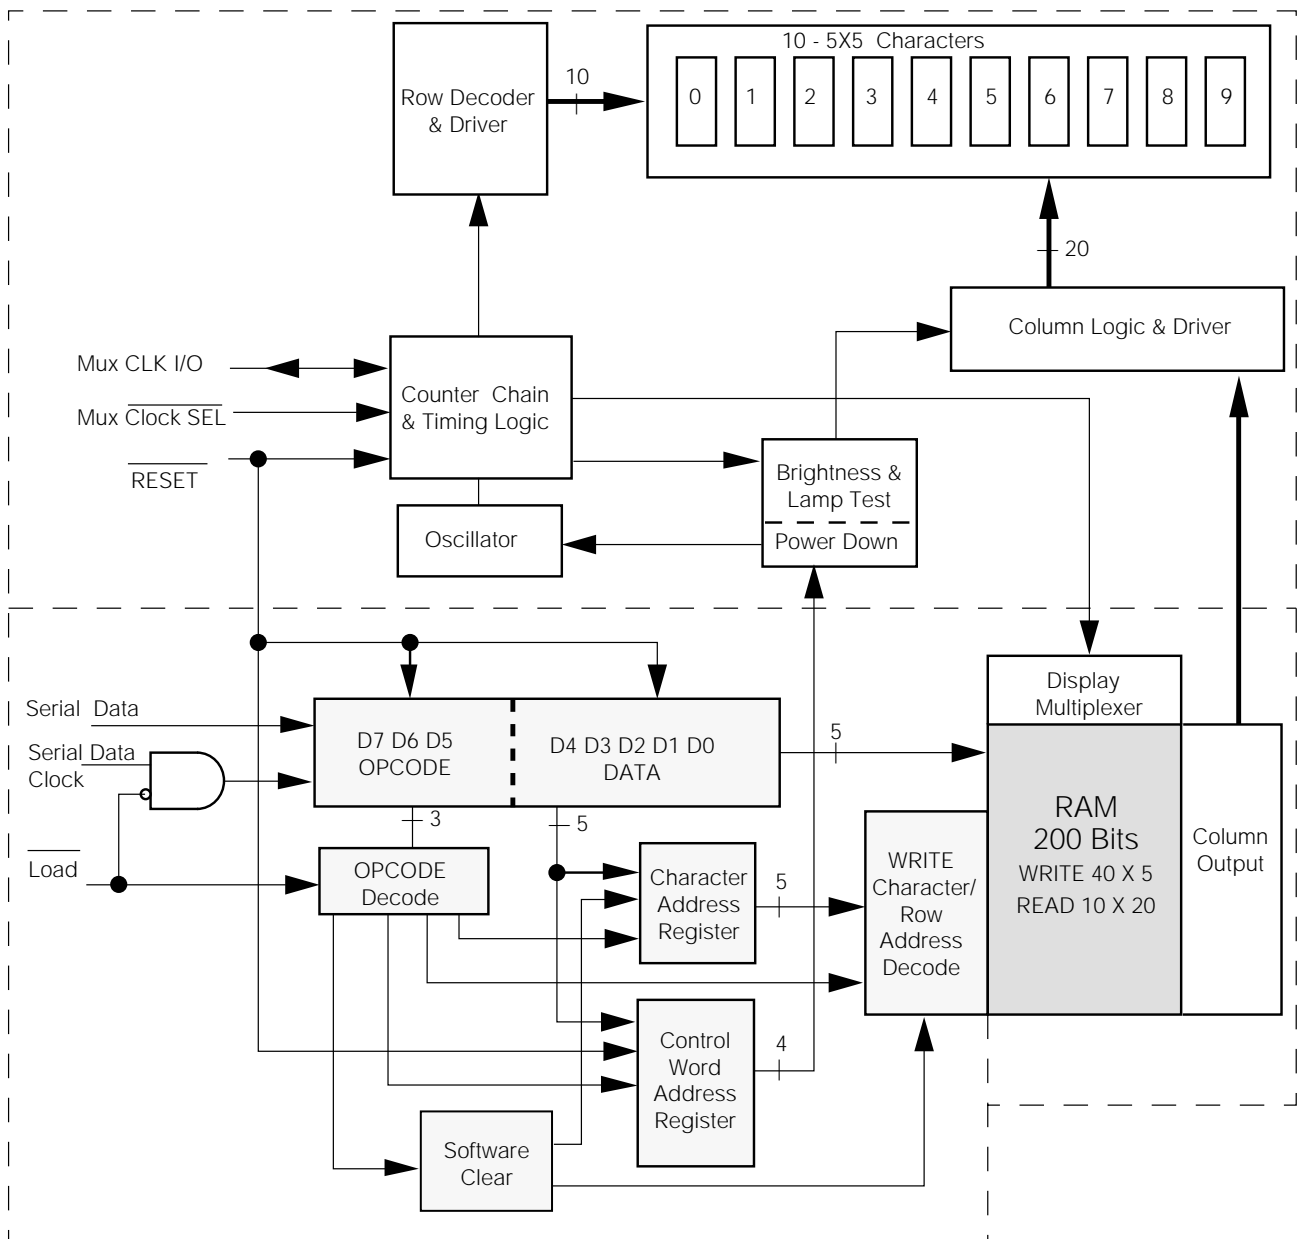 10 - 5X5 Characters
Row Decoder
& Driver
10
0 1 2 3 4 5 6 7 8 9
20
Column Logic & Driver
Mux CLK I/O
Mux Clock SEL
RESET
Counter Chain
& Timing Logic
Oscillator
Brightness &
Lamp Test
Power Down
Serial Data
Serial Data
Clock
Load
D7 D6 D5
OPCODE
D4 D3 D2 D1 D0
DATA
5
3
5
Display
Multiplexer
RAM
200 Bits
WRITE 40 X 5
READ 10 X 20
Column
Output
OPCODE
Decode
Character
Address
Register
5
WRITE
Character/
Row
Address
Decode
Control
Word
Address
Register
4
Software
Clear